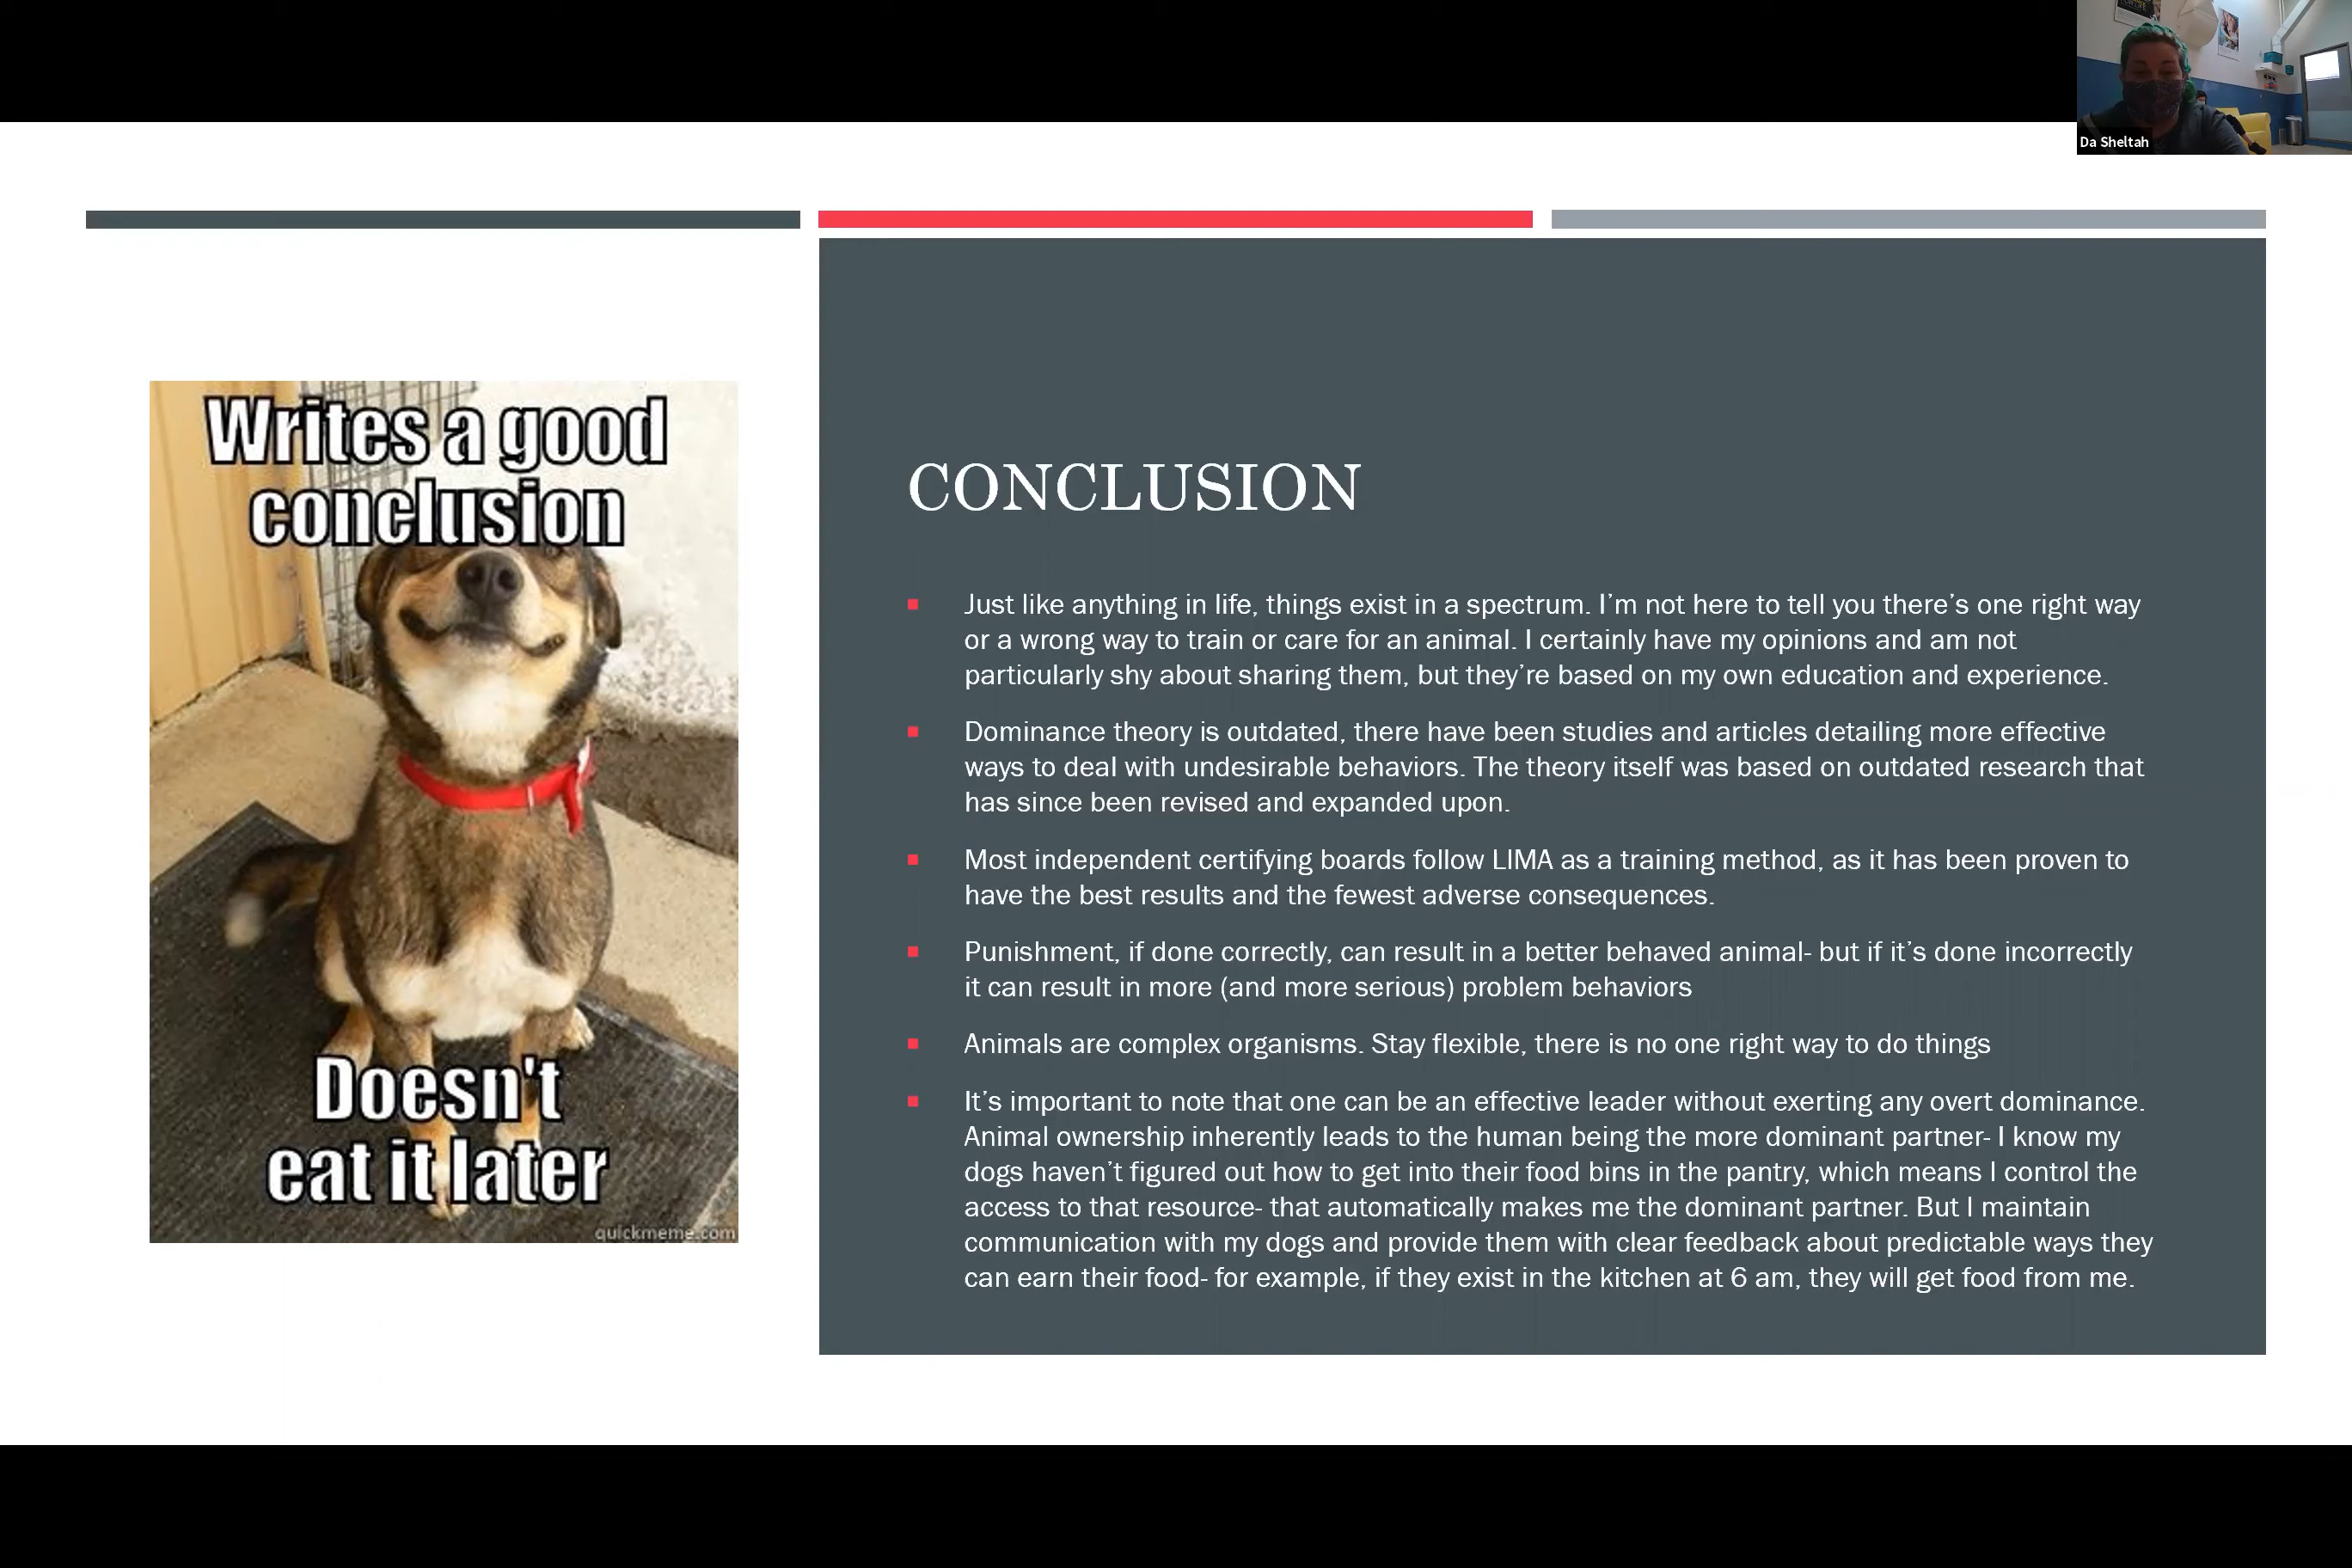 Da Sheltah
Writes a good
conclusion
Doesn't
eat it later
quickmeme.com
CONCLUSION
Just like anything in life, things exist in a spectrum. I’m not here to tell you there’s one right way
or a wrong way to train or care for an animal. I certainly have my opinions and am not
particularly shy about sharing them, but they’re based on my own education and experience.
Dominance theory is outdated, there have been studies and articles detailing more effective
ways to deal with undesirable behaviors. The theory itself was based on outdated research that
has since been revised and expanded upon.
Most independent certifying boards follow LIMA as a training method, as it has been proven to
have the best results and the fewest adverse consequences.
Punishment, if done correctly, can result in a better behaved animal- but if it’s done incorrectly
it can result in more (and more serious) problem behaviors
Animals are complex organisms. Stay flexible, there is no one right way to do things
It’s important to note that one can be an effective leader without exerting any overt dominance.
Animal ownership inherently leads to the human being the more dominant partner- I know my
dogs haven’t figured out how to get into their food bins in the pantry, which means I control the
access to that resource- that automatically makes me the dominant partner. But I maintain
communication with my dogs and provide them with clear feedback about predictable ways they
can earn their food- for example, if they exist in the kitchen at 6 am, they will get food from me.